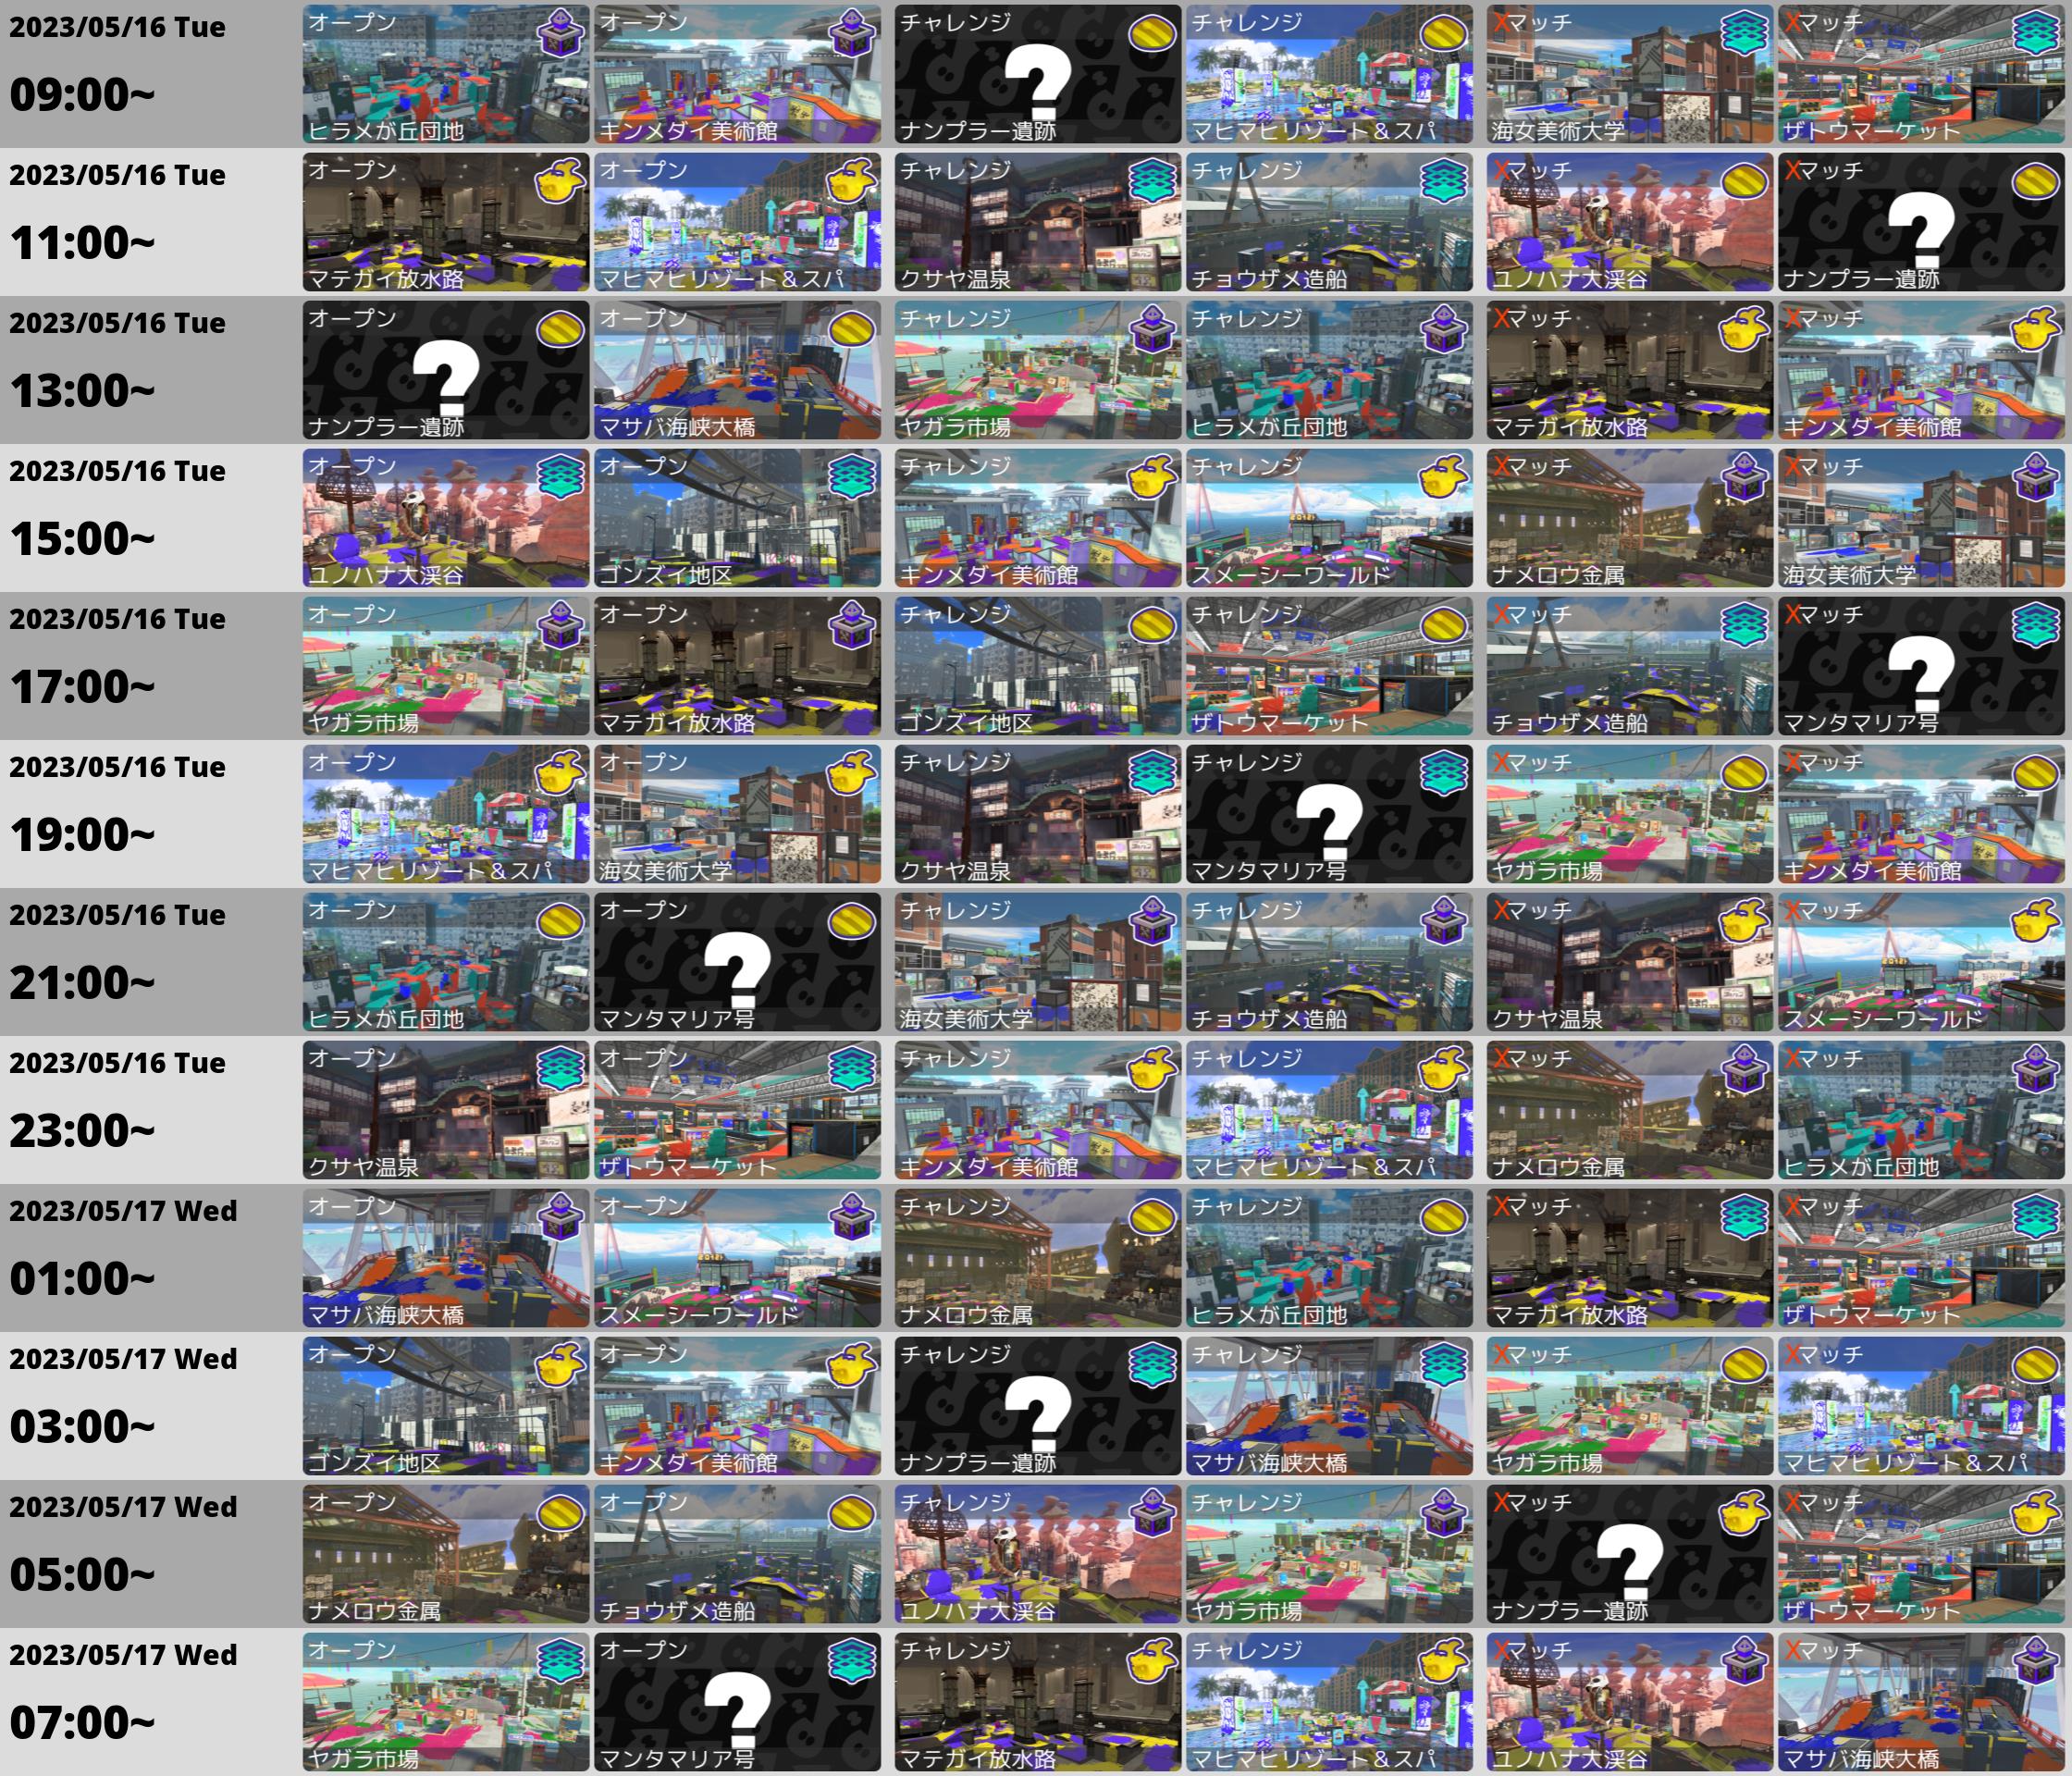 2023/05/16 Tue
09:00~
オープン オープン チャレンジ チャレンジ Xマッチ Xマッチ
ヒラメが丘団地 キンメダイ美術館 ナンプラー遺跡 マヒマヒリゾート&スパ 海女美術大学 ザトウマーケット
2023/05/16 Tue
11:00~
オープン オープン チャレンジ チャレンジ Xマッチ Xマッチ
マテガイ放水路 マヒマヒリゾート&スパ クサヤ温泉 チョウザメ造船 ユノハナ大渓谷 ナンプラー遺跡
2023/05/16 Tue
13:00~
オープン オープン チャレンジ チャレンジ Xマッチ Xマッチ
ナンプラー遺跡 マサバ海峡大橋 ヤガラ市場 ヒラメが丘団地 マテガイ放水路 キンメダイ美術館
2023/05/16 Tue
15:00~
オープン オープン チャレンジ チャレンジ Xマッチ Xマッチ
ユノハナ大渓谷 ゴンズイ地区 キンメダイ美術館 スメーシーワールド ナメロウ金属 海女美術大学
2023/05/16 Tue
17:00~
オープン オープン チャレンジ チャレンジ Xマッチ Xマッチ
ヤガラ市場 マテガイ放水路 ゴンズイ地区 ザトウマーケット チョウザメ造船 マンタマリア号
2023/05/16 Tue
19:00~
オープン オープン チャレンジ チャレンジ Xマッチ Xマッチ
マヒマヒリゾート&スパ 海女美術大学 クサヤ温泉 マンタマリア号 ヤガラ市場 キンメダイ美術館
2023/05/16 Tue
21:00~
オープン オープン チャレンジ チャレンジ Xマッチ Xマッチ
ヒラメが丘団地 マンタマリア号 海女美術大学 チョウザメ造船 クサヤ温泉 スメーシーワールド
2023/05/16 Tue
23:00~
オープン オープン チャレンジ チャレンジ Xマッチ Xマッチ
クサヤ温泉 ザトウマーケット キンメダイ美術館 マヒマヒリゾート&スパ ナメロウ金属 ヒラメが丘団地
2023/05/17 Wed
01:00~
オープン オープン チャレンジ チャレンジ Xマッチ Xマッチ
マサバ海峡大橋 スメーシーワールド ナメロウ金属 ヒラメが丘団地 マテガイ放水路 ザトウマーケット
2023/05/17 Wed
03:00~
オープン オープン チャレンジ チャレンジ Xマッチ Xマッチ
ゴンズイ地区 キンメダイ美術館 ナンプラー遺跡 マサバ海峡大橋 ヤガラ市場 マヒマヒリゾート&スパ
2023/05/17 Wed
05:00~
オープン オープン チャレンジ チャレンジ Xマッチ Xマッチ
ナメロウ金属 チョウザメ造船 ユノハナ大渓谷 ヤガラ市場 ナンプラー遺跡 ザトウマーケット
2023/05/17 Wed
07:00~
オープン オープン チャレンジ チャレンジ Xマッチ Xマッチ
ヤガラ市場 マンタマリア号 マテガイ放水路 マヒマヒリゾート&スパ ユノハナ大渓谷 マサバ海峡大橋